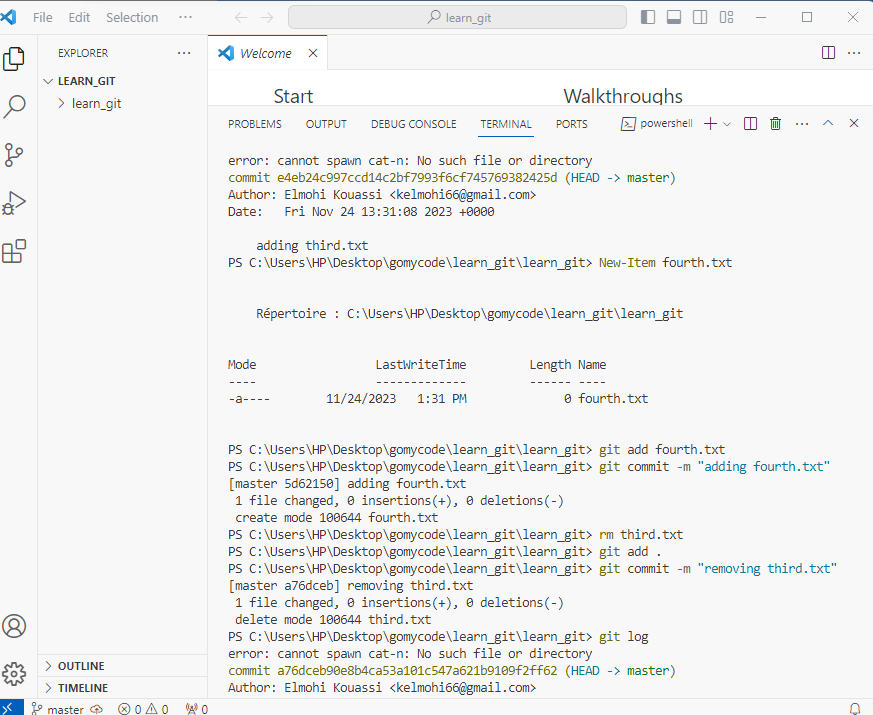 File Edit Selection ··· learn_git
EXPLORER ···
LEARN_GIT
learn_git
OUTLINE
TIMELINE
Welcome
Start Walkthroughs
PROBLEMS OUTPUT DEBUG CONSOLE TERMINAL PORTS powershell
error: cannot spawn cat-n: No such file or directory
commit e4eb24c997ccd14c2bf7993f6cf745769382425d (HEAD -> master)
Author: Elmohi Kouassi <kelmohi66@gmail.com>
Date:   Fri Nov 24 13:31:08 2023 +0000
    adding third.txt
PS C:\Users\HP\Desktop\gomycode\learn_git\learn_git> New-Item fourth.txt
    Répertoire : C:\Users\HP\Desktop\gomycode\learn_git\learn_git
Mode                 LastWriteTime         Length Name
----                 -------------         ------ ----
-a----        11/24/2023   1:31 PM              0 fourth.txt
PS C:\Users\HP\Desktop\gomycode\learn_git\learn_git> git add fourth.txt
PS C:\Users\HP\Desktop\gomycode\learn_git\learn_git> git commit -m "adding fourth.txt"
[master 5d62150] adding fourth.txt
 1 file changed, 0 insertions(+), 0 deletions(-)
 create mode 100644 fourth.txt
PS C:\Users\HP\Desktop\gomycode\learn_git\learn_git> rm third.txt
PS C:\Users\HP\Desktop\gomycode\learn_git\learn_git> git add .
PS C:\Users\HP\Desktop\gomycode\learn_git\learn_git> git commit -m "removing third.txt"
[master a76dceb] removing third.txt
 1 file changed, 0 insertions(+), 0 deletions(-)
 delete mode 100644 third.txt
PS C:\Users\HP\Desktop\gomycode\learn_git\learn_git> git log
error: cannot spawn cat-n: No such file or directory
commit a76dceb90e8b4ca53a101c547a621b9109f2ff62 (HEAD -> master)
Author: Elmohi Kouassi <kelmohi66@gmail.com>
master 0 0 0